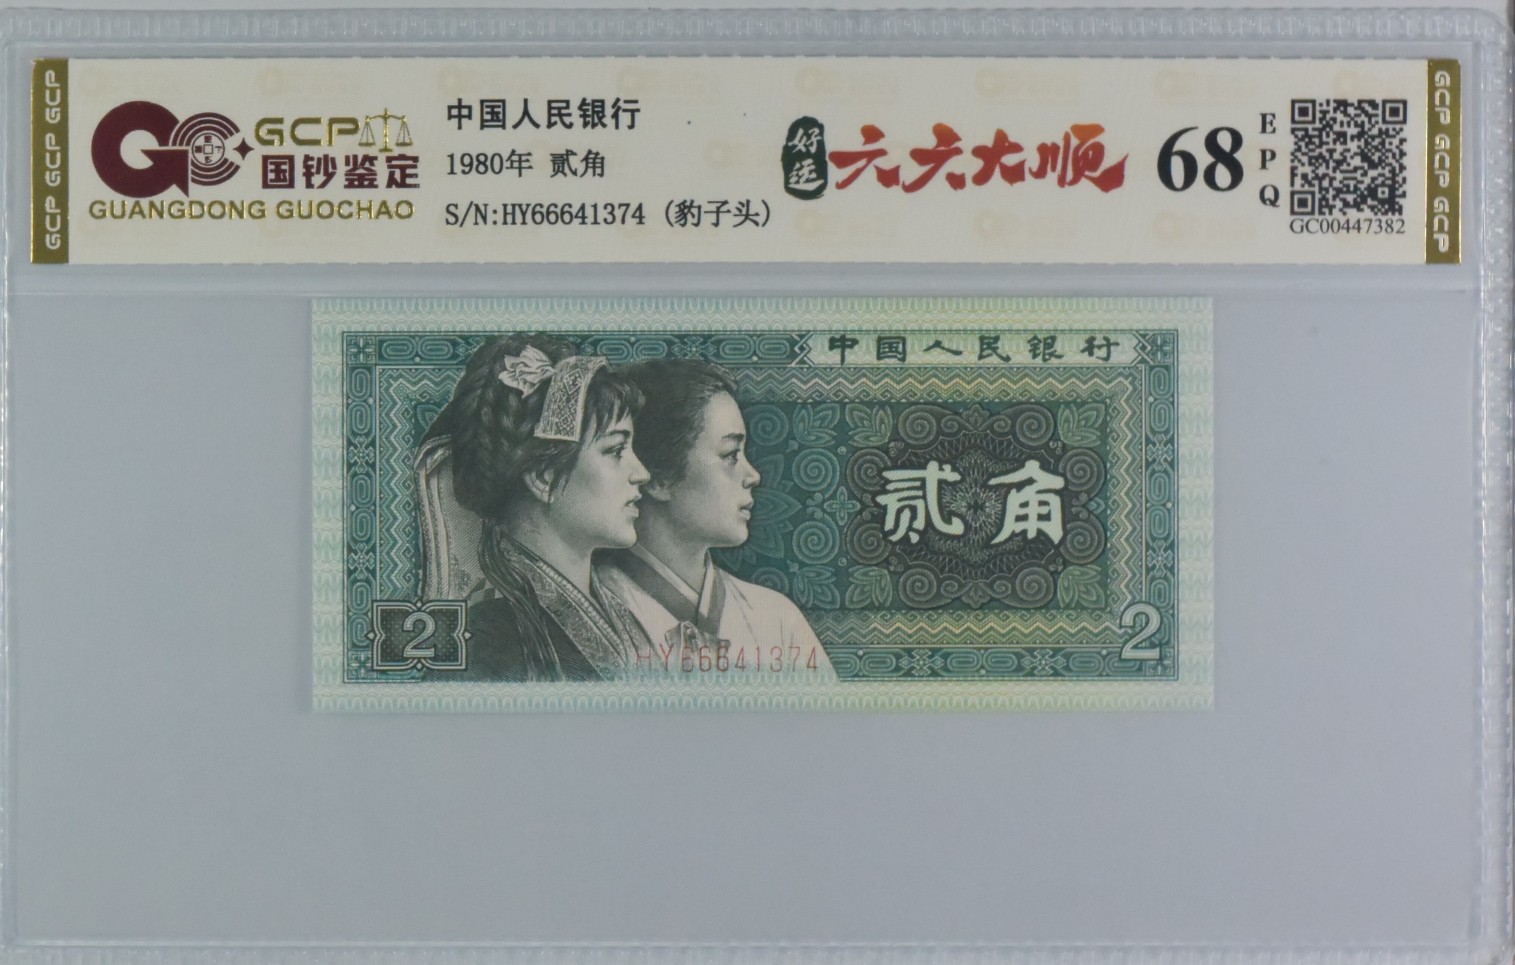 GCP GCP GCP
GCP
国钞鉴定
GUANGDONG GUOCHAO
中国人民银行
1980年 贰角
S/N:HY66641374 (豹子头)
好运
六六大顺
68
EPQ
GC00447382
GCP GCP GCP
中国人民银行
贰角
2
2
HY66641374